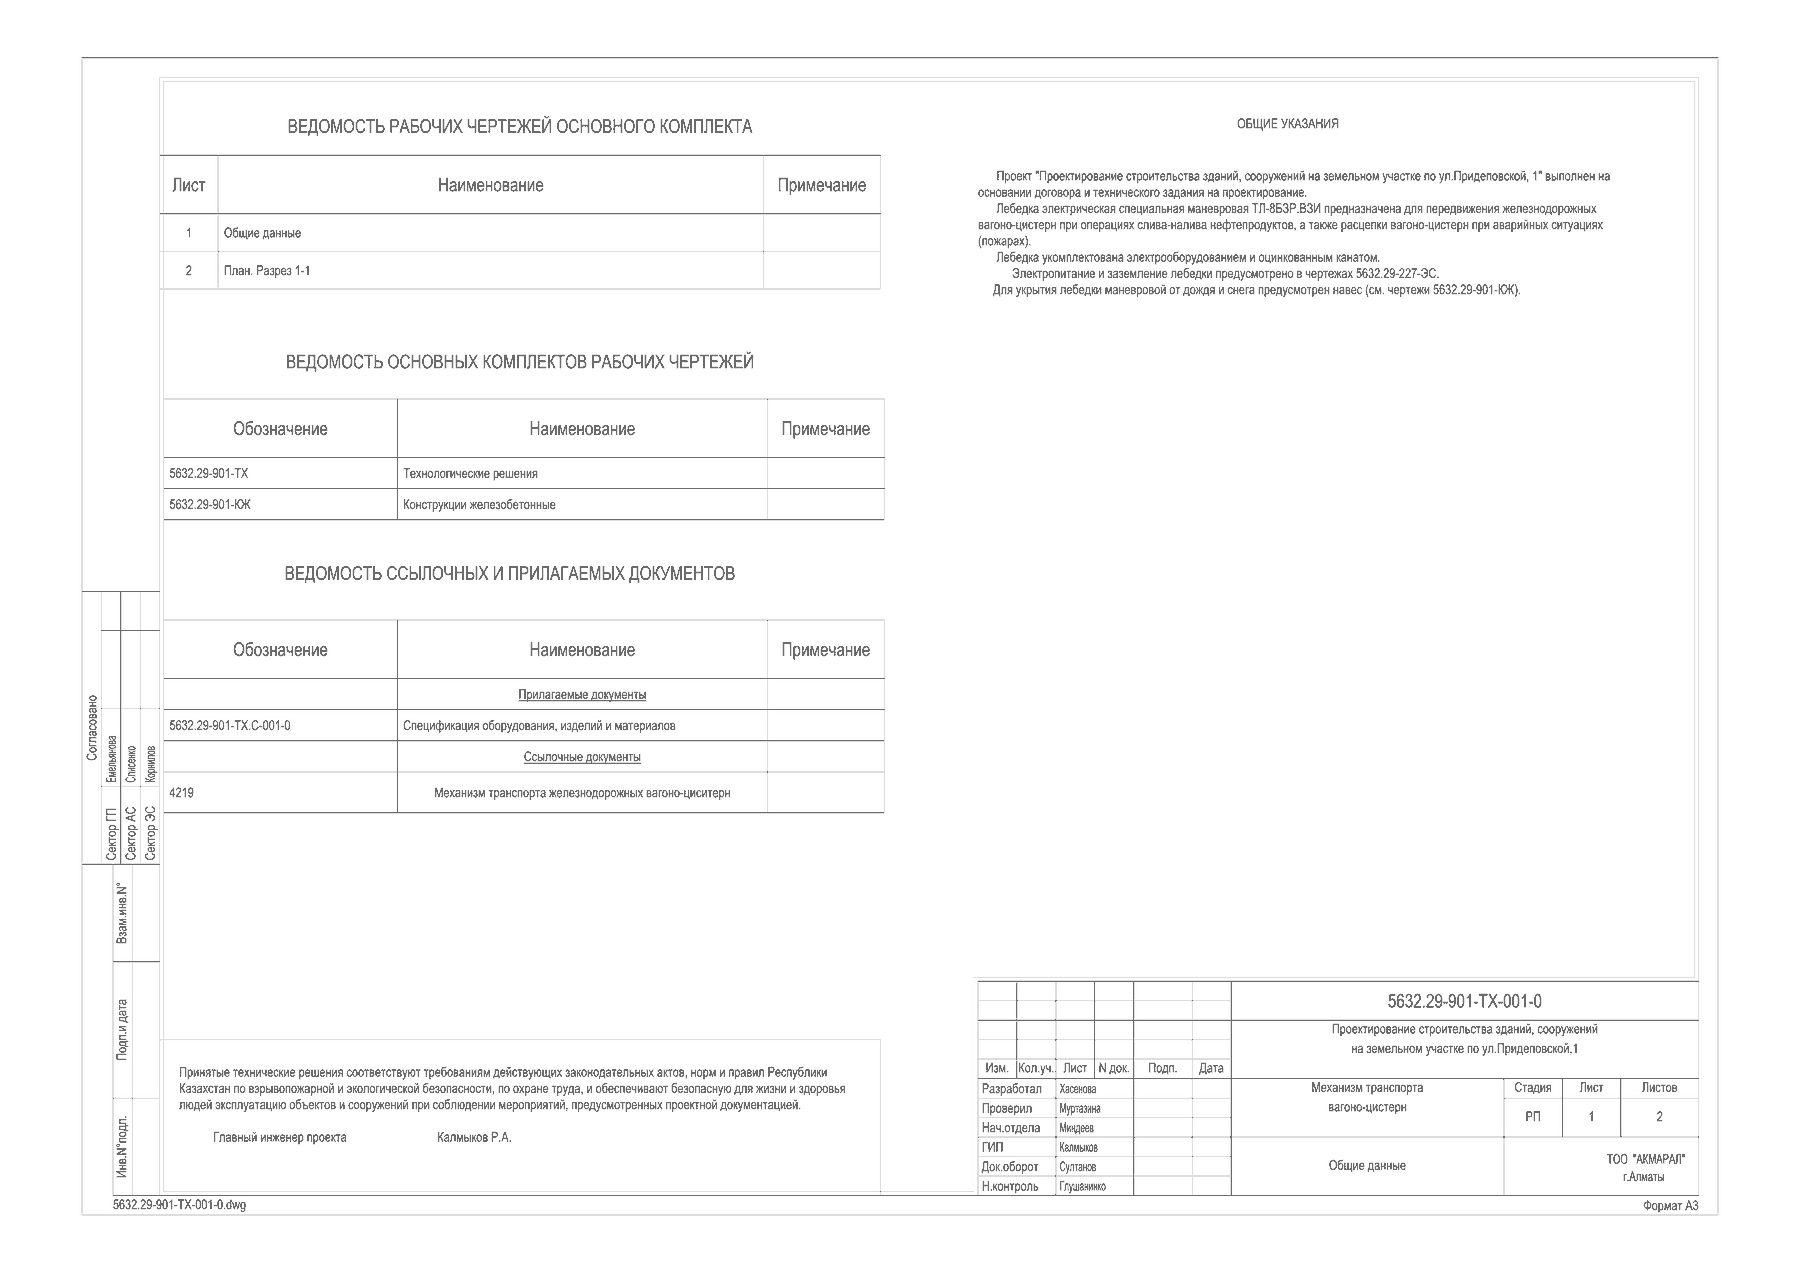 ВЕДОМОСТЬ РАБОЧИХ ЧЕРТЕЖЕЙ ОСНОВНОГО КОМПЛЕКТА
Лист Наименование Примечание
1 Общие данные
2 План. Разрез 1-1
ВЕДОМОСТЬ ОСНОВНЫХ КОМПЛЕКТОВ РАБОЧИХ ЧЕРТЕЖЕЙ
Обозначение Наименование Примечание
5632.29-901-ТХ Технологические решения
5632.29-901-КЖ Конструкции железобетонные
ВЕДОМОСТЬ ССЫЛОЧНЫХ И ПРИЛАГАЕМЫХ ДОКУМЕНТОВ
Обозначение Наименование Примечание
Прилагаемые документы
5632.29-901-ТХ.С-001-0 Спецификация оборудования, изделий и материалов
Ссылочные документы
4219 Механизм транспорта железнодорожных вагоно-циситерн
ОБЩИЕ УКАЗАНИЯ
Проект "Проектирование строительства зданий, сооружений на земельном участке по ул.Придеповской, 1" выполнен на
основании договора и технического задания на проектирование.
Лебедка электрическая специальная маневровая ТЛ-8БЗР.ВЗИ предназначена для передвижения железнодорожных
вагоно-цистерн при операциях слива-налива нефтепродуктов, а также расцепки вагоно-цистерн при аварийных ситуациях
(пожарах).
Лебедка укомплектована электрооборудованием и оцинкованным канатом.
Электропитание и заземление лебедки предусмотрено в чертежах 5632.29-227-ЭС.
Для укрытия лебедки маневровой от дождя и снега предусмотрен навес (см. чертежи 5632.29-901-КЖ).
Согласовано
Сектор ГП Емельянова
Сектор АС Списенко
Сектор ЭС Корнилов
Взам.инв.N°
Подп.и дата
Инв.N°подл.
Принятые технические решения соответствуют требованиям действующих законодательных актов, норм и правил Республики
Казахстан по взрывопожарной и экологической безопасности, по охране труда, и обеспечивают безопасную для жизни и здоровья
людей эксплуатацию объектов и сооружений при соблюдении мероприятий, предусмотренных проектной документацией.
Главный инженер проекта Калмыков Р.А.
5632.29-901-ТХ-001-0
Проектирование строительства зданий, сооружений
на земельном участке по ул.Придеповской,1
Изм. Кол.уч. Лист N док. Подп. Дата
Разработал Хасенова
Проверил Муртазина
Нач.отдела Миндеев
ГИП Калмыков
Док.оборот Султанов
Н.контроль Глушанинко
Механизм транспорта
вагоно-цистерн
Стадия Лист Листов
РП 1 2
Общие данные
ТОО "АКМАРАЛ"
г.Алматы
5632.29-901-ТХ-001-0.dwg
Формат А3